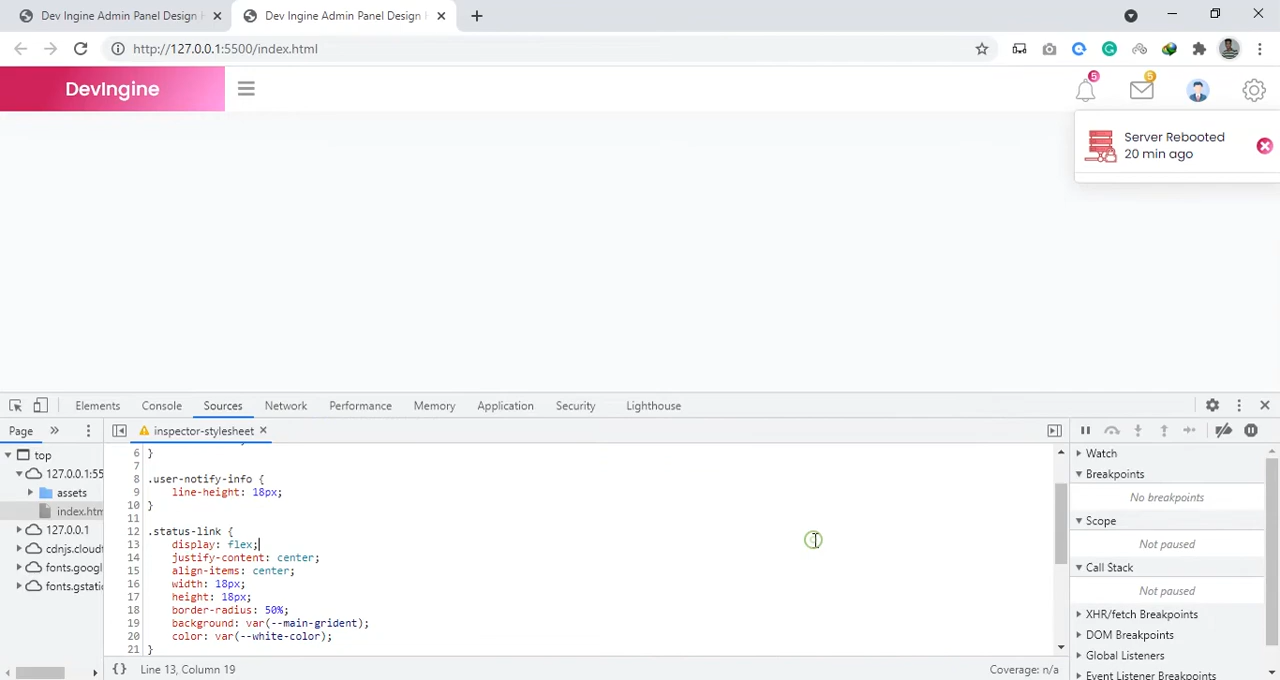 Dev Ingine Admin Panel Design
Dev Ingine Admin Panel Design
http://127.0.0.1:5500/index.html
DevIngine
5
5
Server Rebooted
20 min ago
Elements Console Sources Network Performance Memory Application Security Lighthouse
Page
inspector-stylesheet
top
127.0.0.1:55
assets
index.htm
127.0.0.1
cdnjs.cloudf
fonts.google
fonts.gstati
6 }
7
8 .user-notify-info {
9 line-height: 18px;
10 }
11
12 .status-link {
13 display: flex;
14 justify-content: center;
15 align-items: center;
16 width: 18px;
17 height: 18px;
18 border-radius: 50%;
19 background: var(--main-grident);
20 color: var(--white-color);
21 }
{ } Line 13, Column 19
Coverage: n/a
Watch
Breakpoints
No breakpoints
Scope
Not paused
Call Stack
Not paused
XHR/fetch Breakpoints
DOM Breakpoints
Global Listeners
Event Listener Breakpoints